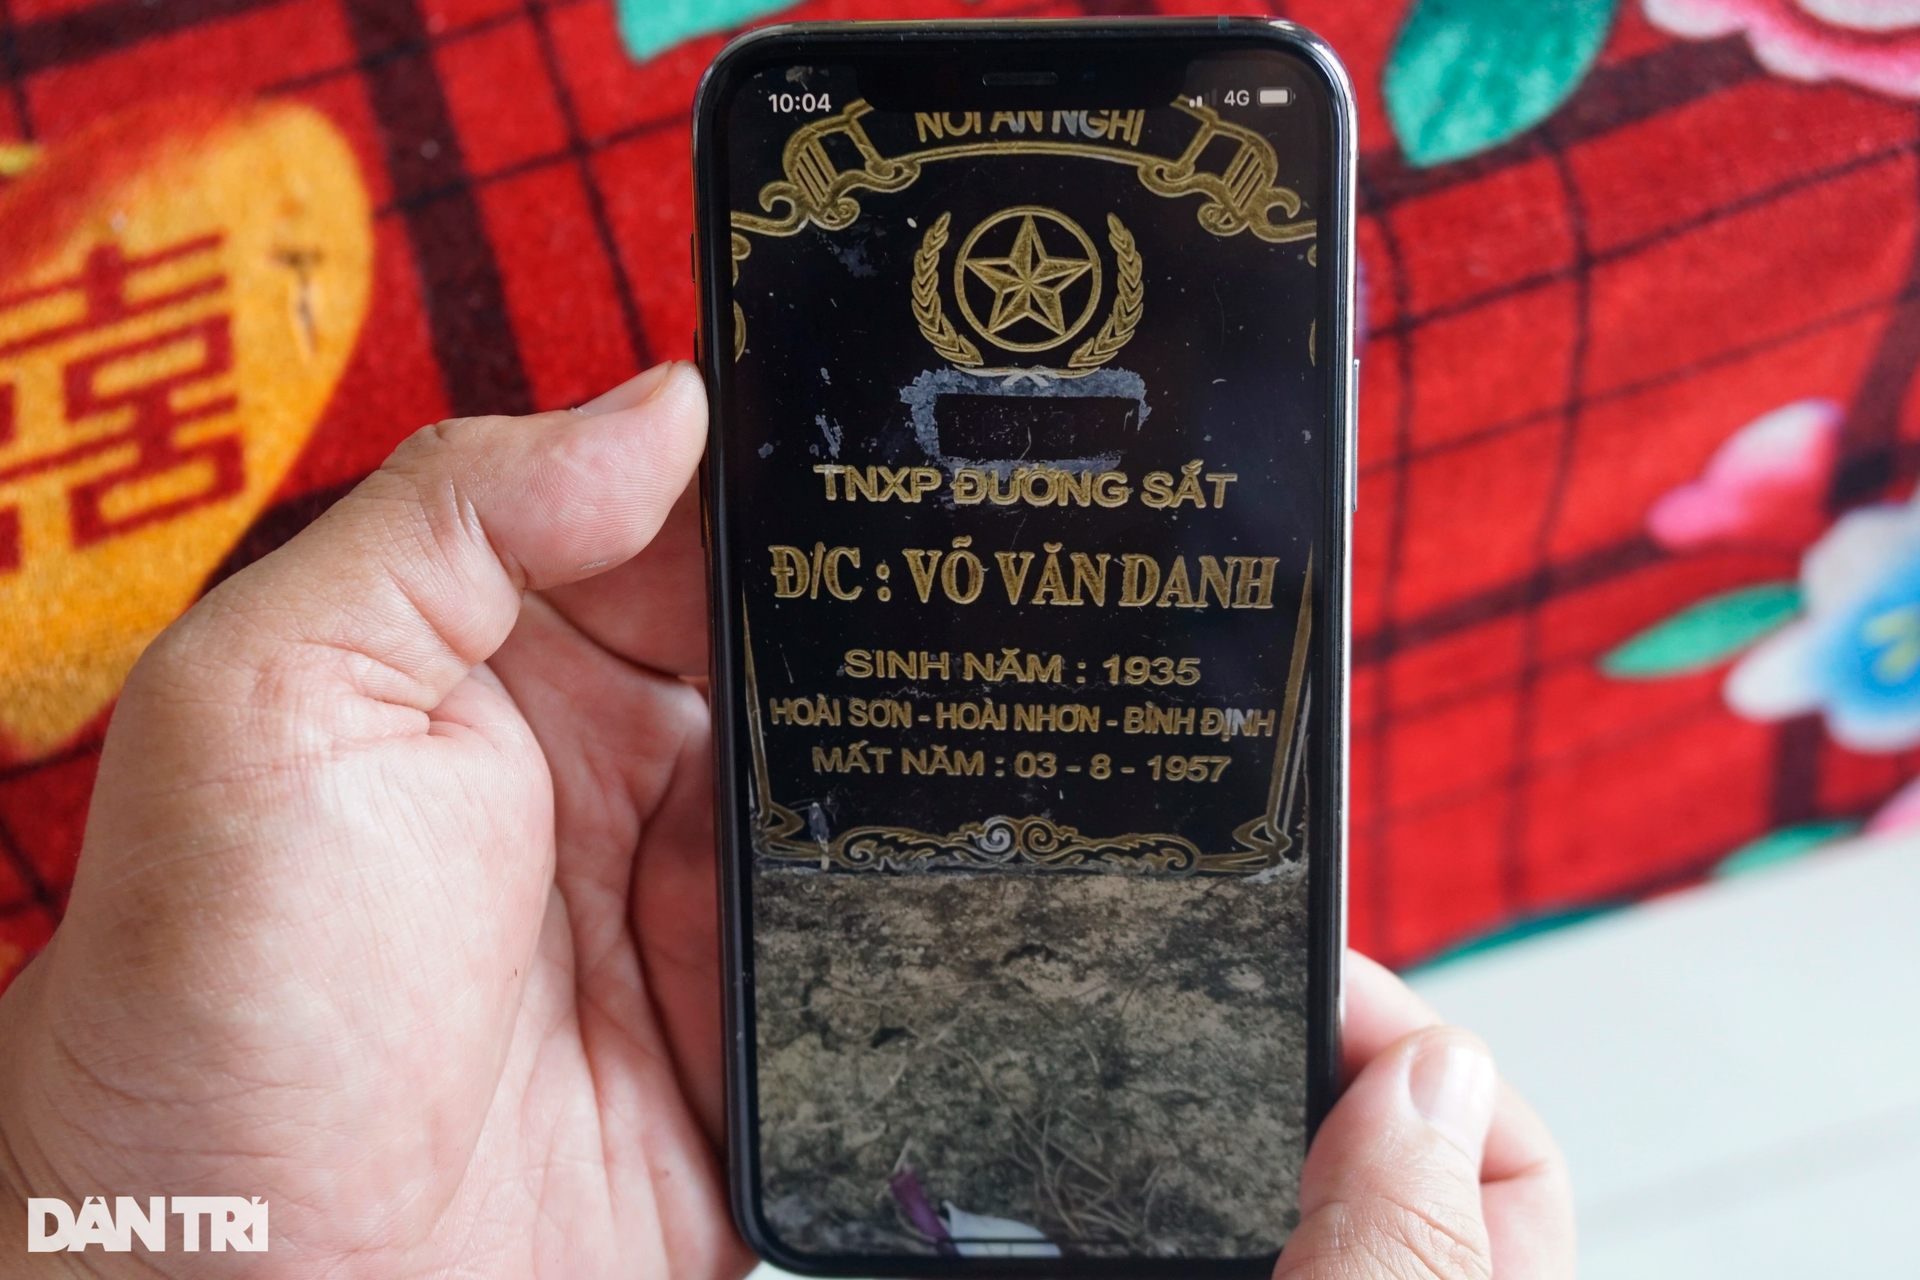 10:04
4G
NƠI AN NGHỈ
TNXP ĐƯỜNG SẮT
Đ/C : VÕ VĂN DANH
SINH NĂM : 1935
HOÀI SƠN - HOÀI NHƠN - BÌNH ĐỊNH
MẤT NĂM : 03 - 8 - 1957
囍
DÂN TRÍ